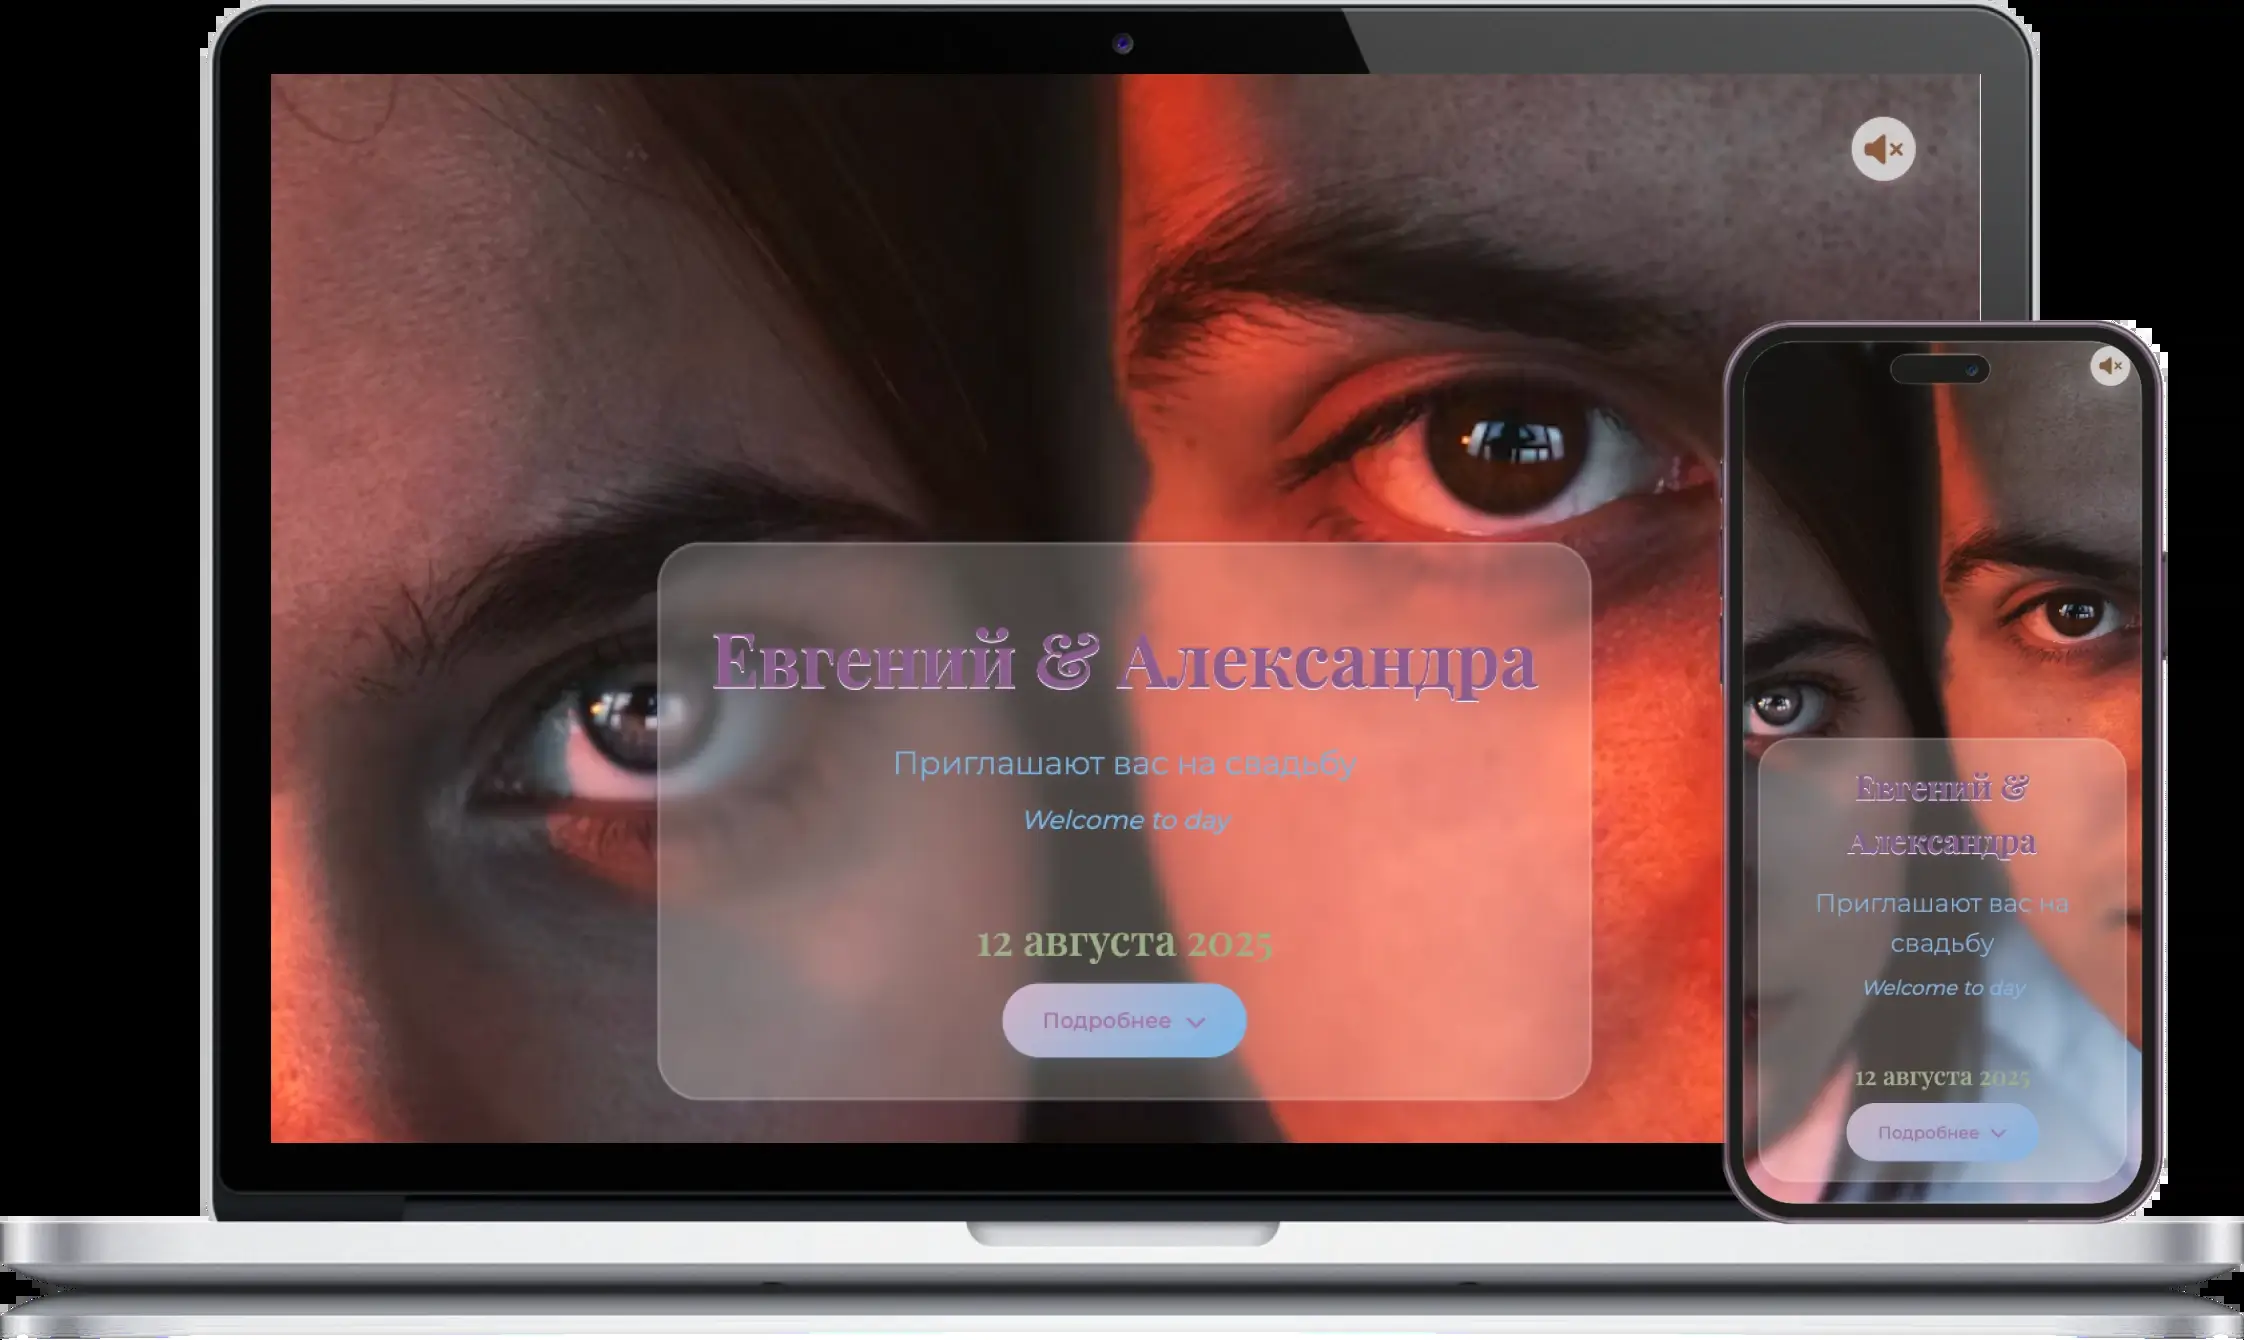 Евгений & Александра
Приглашают вас на свадьбу
Welcome to day
12 августа 2025
Подробнее
Евгений &
Александра
Приглашают вас на
свадьбу
Welcome to day
12 августа 2025
Подробнее